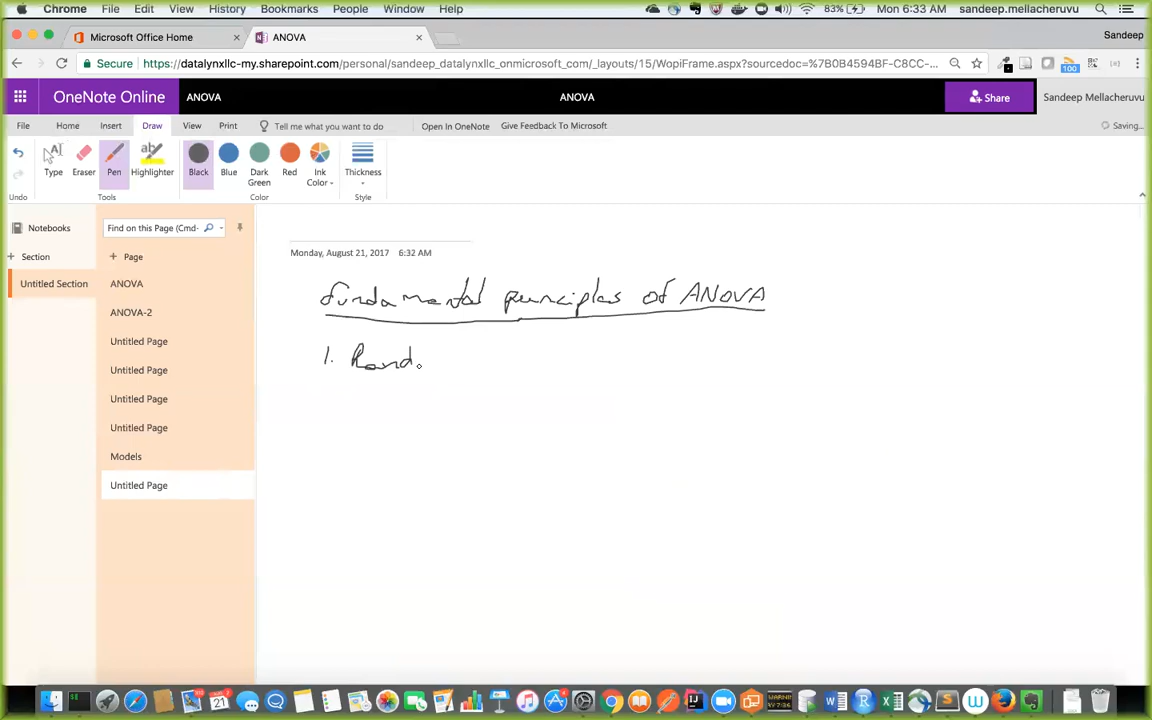 Chrome File Edit View History Bookmarks People Window Help 83% Mon 6:33 AM sandeep.mellacheruvu
Microsoft Office Home ANOVA Sandeep
Secure https://datalynxllc-my.sharepoint.com/personal/sandeep_datalynxllc_onmicrosoft_com/_layouts/15/WopiFrame.aspx?sourcedoc=%7B0B4594BF-C8CC-... 100
OneNote Online ANOVA ANOVA Share Sandeep Mellacheruvu
File Home Insert Draw View Print Tell me what you want to do Open In OneNote Give Feedback To Microsoft Saving...
Type Eraser Pen Highlighter Black Blue Dark Green Red Ink Color Thickness
Undo Tools Color Style
Notebooks Find on this Page (Cmd-
Section Page
Monday, August 21, 2017 6:32 AM
Untitled Section ANOVA
fundamental principles of ANOVA
ANOVA-2
Untitled Page
1. Rand.
Untitled Page
Untitled Page
Untitled Page
Models
Untitled Page